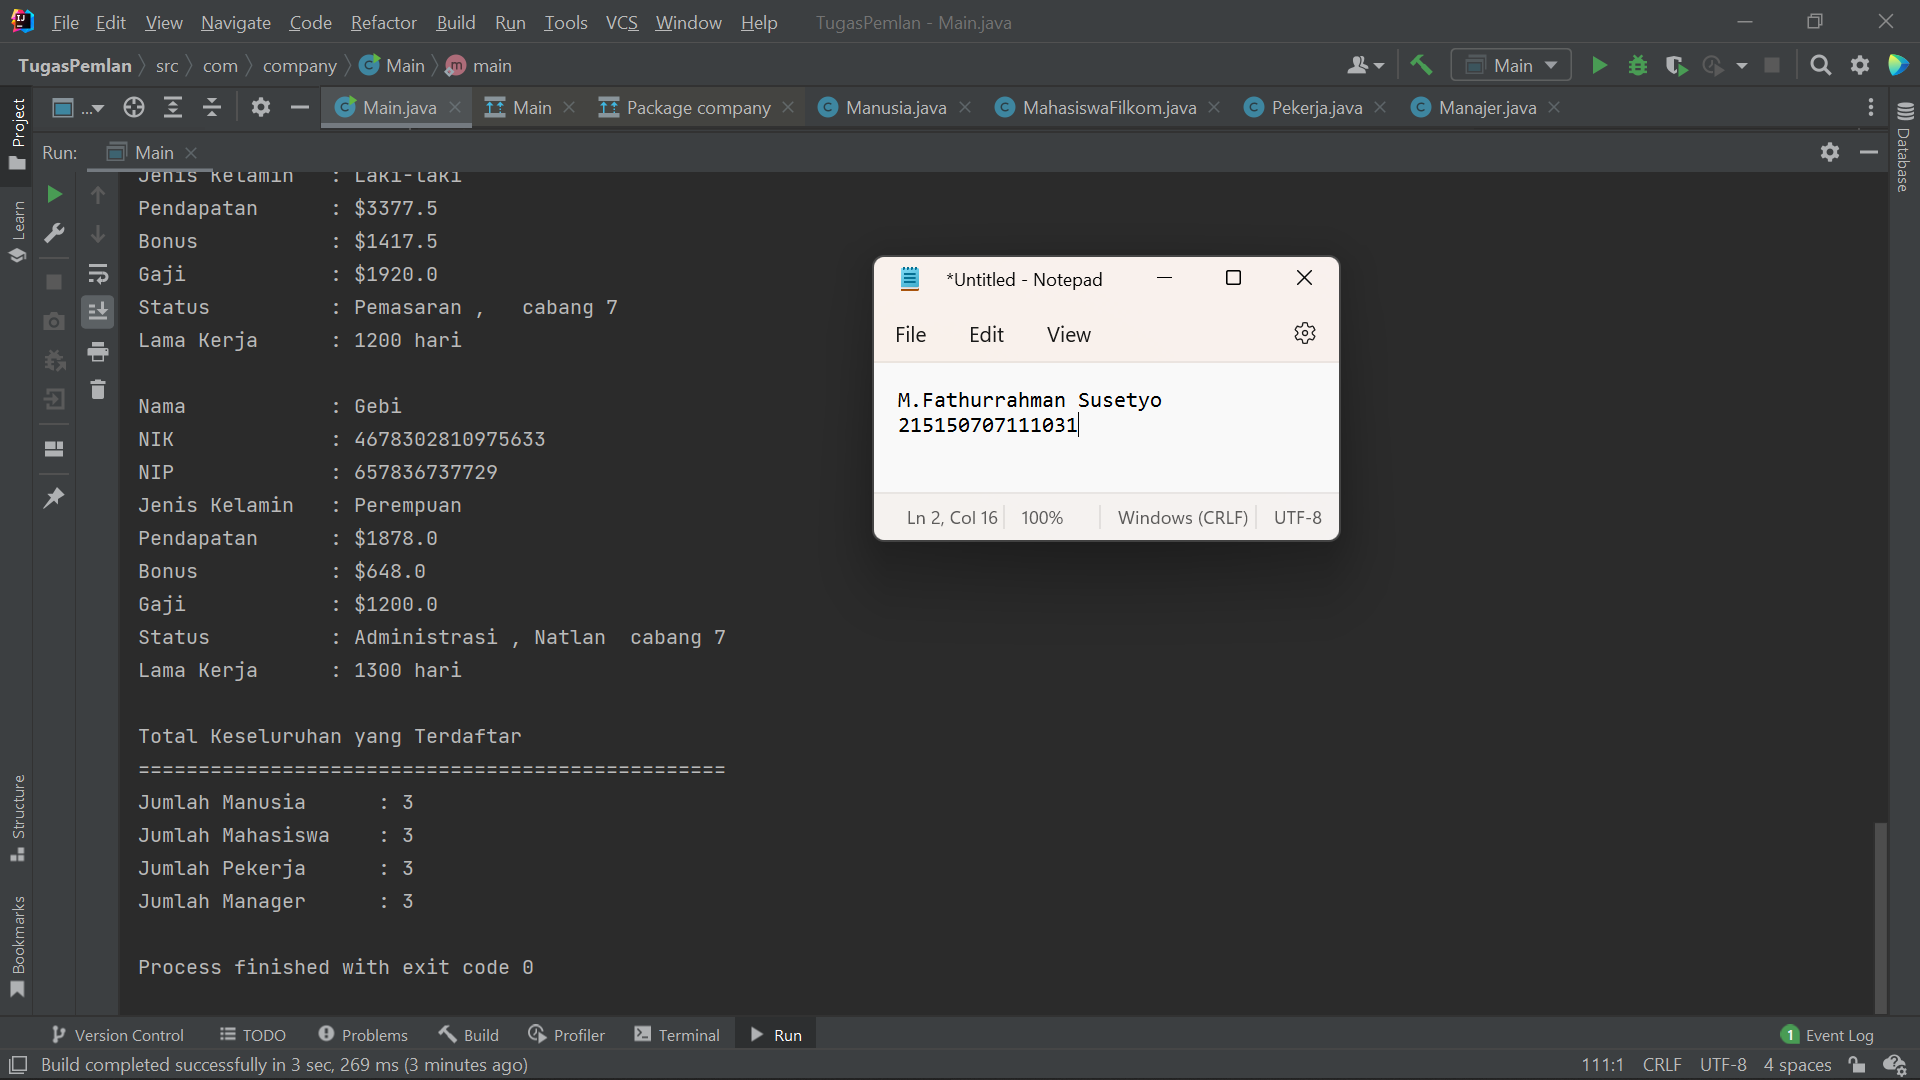 File Edit View Navigate Code Refactor Build Run Tools VCS Window Help TugasPemlan - Main.java
TugasPemlan src com company Main main
Main
Project
... Main.java Main Package company Manusia.java MahasiswaFilkom.java Pekerja.java Manajer.java
Database
Run: Main
Learn
Jenis Kelamin : Laki-laki
Pendapatan : $3377.5
Bonus : $1417.5
Gaji : $1920.0
Status : Pemasaran , cabang 7
Lama Kerja : 1200 hari
Nama : Gebi
NIK : 4678302810975633
NIP : 657836737729
Jenis Kelamin : Perempuan
Pendapatan : $1878.0
Bonus : $648.0
Gaji : $1200.0
Status : Administrasi , Natlan cabang 7
Lama Kerja : 1300 hari
Total Keseluruhan yang Terdaftar
=================================================
Jumlah Manusia : 3
Jumlah Mahasiswa : 3
Jumlah Pekerja : 3
Jumlah Manager : 3
Process finished with exit code 0
*Untitled - Notepad
File Edit View
M.Fathurrahman Susetyo
215150707111031
Ln 2, Col 16 100% Windows (CRLF) UTF-8
Structure
Bookmarks
Version Control TODO Problems Build Profiler Terminal Run 1 Event Log
Build completed successfully in 3 sec, 269 ms (3 minutes ago) 111:1 CRLF UTF-8 4 spaces